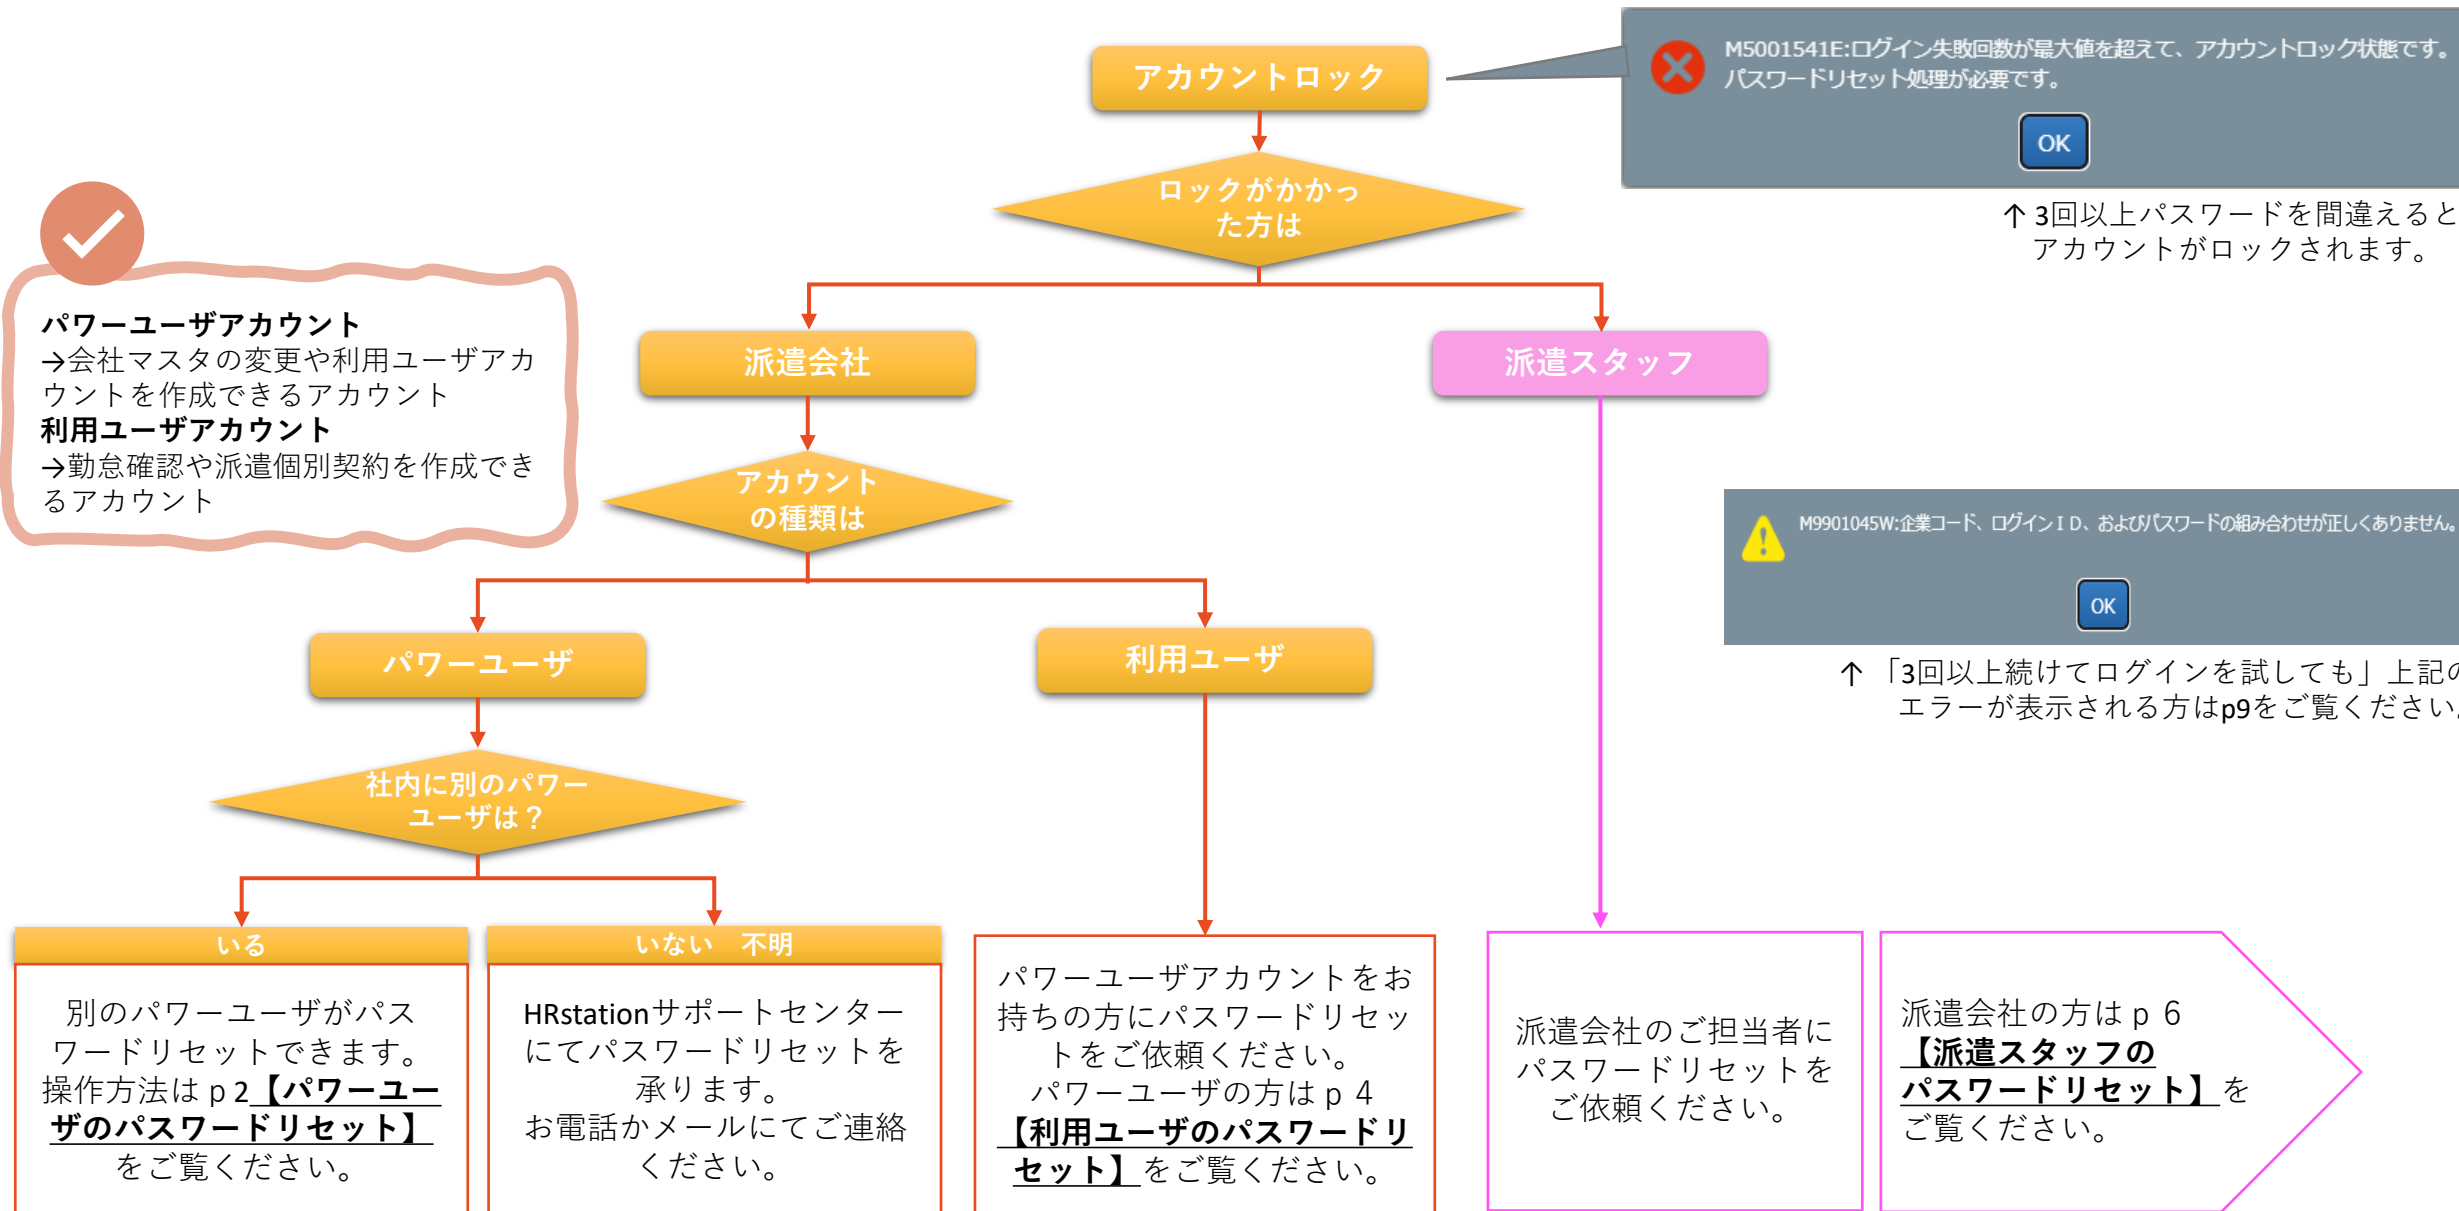 アカウントロック
M5001541E:ログイン失敗回数が最大値を超えて、アカウントロック状態です。
パスワードリセット処理が必要です。
OK
↑ 3回以上パスワードを間違えると
アカウントがロックされます。
ロックがかかっ
た方は
パワーユーザアカウント
→会社マスタの変更や利用ユーザアカ
ウントを作成できるアカウント
利用ユーザアカウント
→勤怠確認や派遣個別契約を作成でき
るアカウント
派遣会社
派遣スタッフ
アカウント
の種類は
M9901045W:企業コード、ログインＩＤ、およびパスワードの組み合わせが正しくありません。
OK
↑ 「3回以上続けてログインを試しても」上記の
エラーが表示される方はp9をご覧ください。
パワーユーザ
利用ユーザ
社内に別のパワー
ユーザは？
いる
別のパワーユーザがパス
ワードリセットできます。
操作方法はｐ2【パワーユー
ザのパスワードリセット】
をご覧ください。
いない　不明
HRstationサポートセンター
にてパスワードリセットを
承ります。
お電話かメールにてご連絡
ください。
パワーユーザアカウントをお
持ちの方にパスワードリセッ
トをご依頼ください。
パワーユーザの方はｐ４
【利用ユーザのパスワードリ
セット】をご覧ください。
派遣会社のご担当者に
パスワードリセットを
ご依頼ください。
派遣会社の方はｐ６
【派遣スタッフの
パスワードリセット】を
ご覧ください。